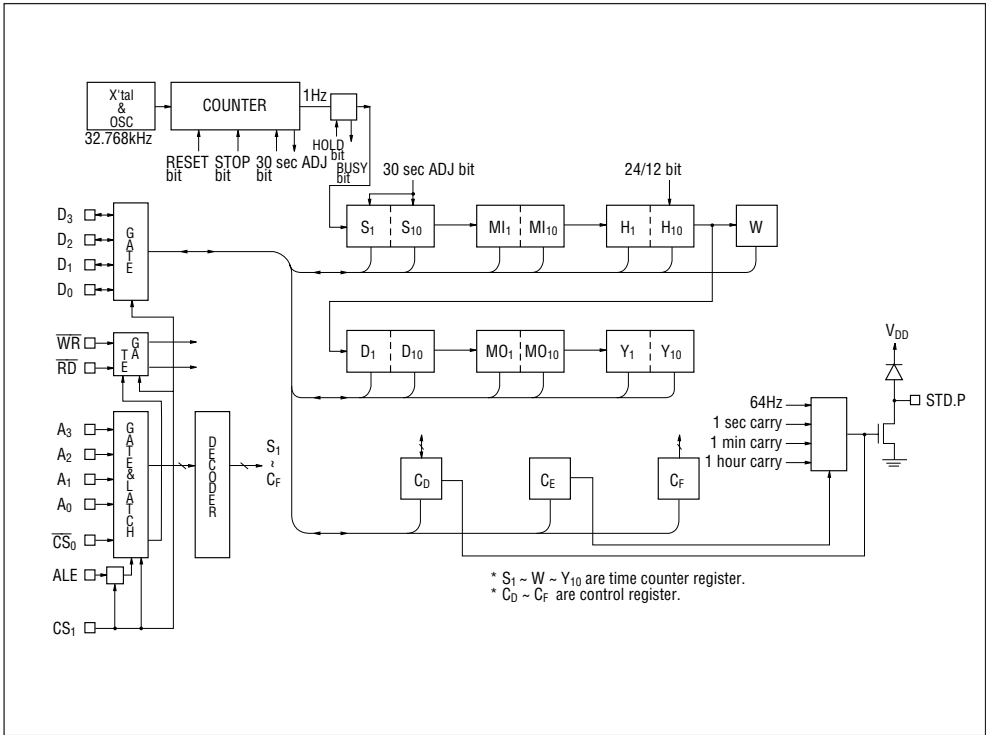 X'tal
&
OSC
32.768kHz
COUNTER
1Hz
RESET
bit
STOP
bit
30 sec ADJ
bit
HOLD
bit
BUSY
bit
30 sec ADJ bit
24/12 bit
S1 S10
MI1 MI10
H1 H10
W
D3
D2
D1
D0
GATE
WR
RD
GATE
D1 D10
MO1 MO10
Y1 Y10
A3
A2
A1
A0
CS0
ALE
CS1
GATE&LATCH
DECODER
S1
~
CF
CD
CE
CF
64Hz
1 sec carry
1 min carry
1 hour carry
VDD
STD.P
* S1 ~ W ~ Y10 are time counter register.
* CD ~ CF are control register.